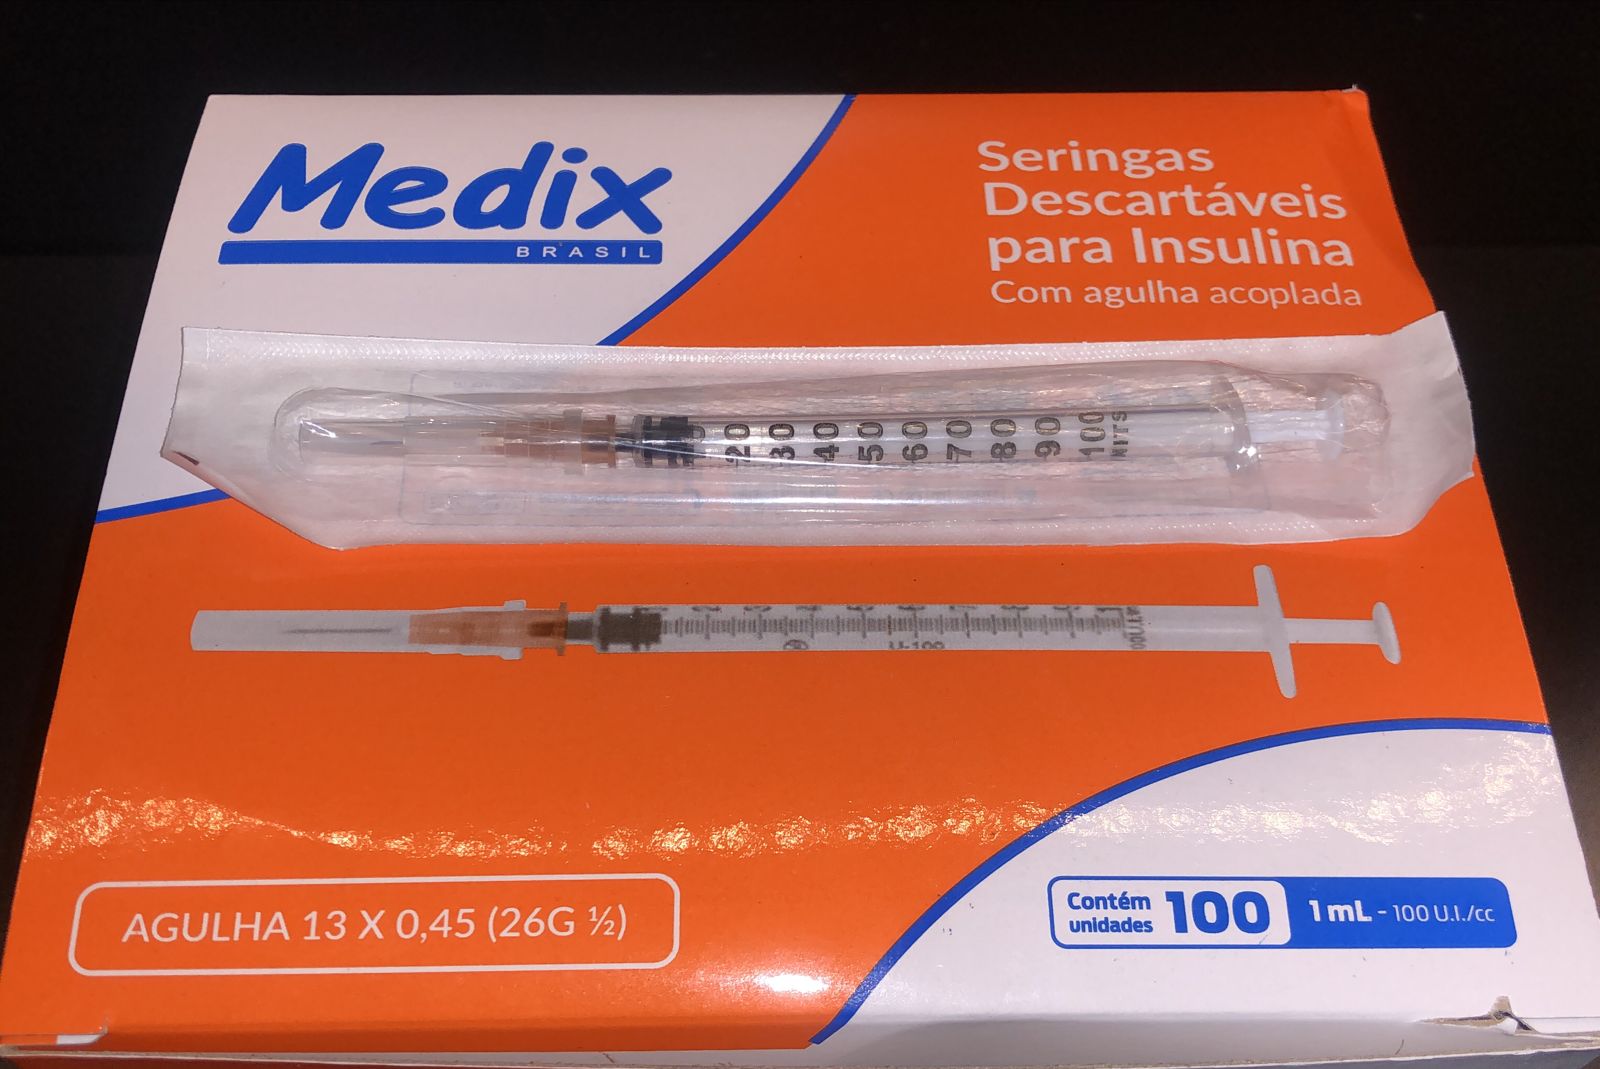 Medix
BRASIL
Seringas
Descartáveis
para Insulina
Com agulha acoplada
20 30 40 50 60 70 80 90 100
AGULHA 13 X 0,45 (26G ½)
Contém
unidades
100
1 mL - 100 U.I./cc